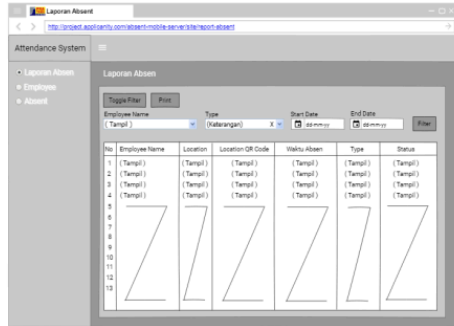 Laporan Absent
http://project.applicanity.com/absent-mobile-server/site/report-absent
Attendance System
Laporan Absen
Employee
Absent
Laporan Absen
Toggle Filter Print
Employee Name Type Start Date End Date
( Tampil ) (Keterangan) X dd-mm-yy dd-mm-yy Filter
No Employee Name Location Location QR Code Waktu Absen Type Status
1 ( Tampil ) ( Tampil ) ( Tampil ) ( Tampil ) ( Tampil ) ( Tampil )
2 ( Tampil ) ( Tampil ) ( Tampil ) ( Tampil ) ( Tampil ) ( Tampil )
3 ( Tampil ) ( Tampil ) ( Tampil ) ( Tampil ) ( Tampil ) ( Tampil )
4 ( Tampil ) ( Tampil ) ( Tampil ) ( Tampil ) ( Tampil ) ( Tampil )
5
6
7
8
9
10
11
12
13